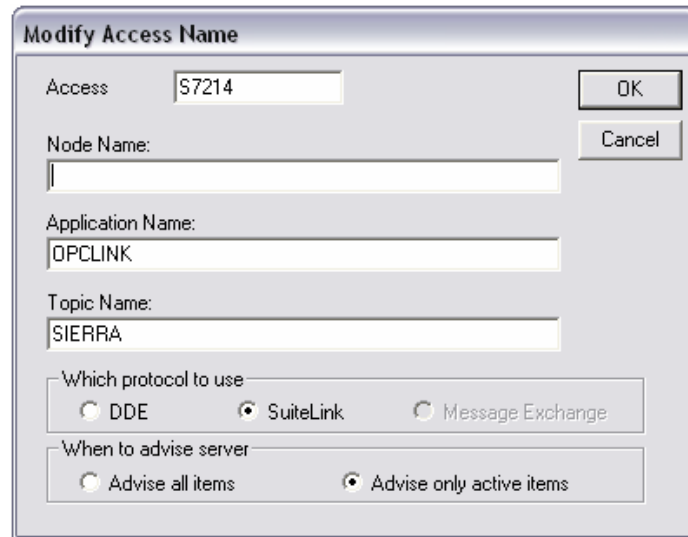 Modify Access Name
Access S7214 OK
Cancel
Node Name:
Application Name:
OPCLINK
Topic Name:
SIERRA
Which protocol to use
DDE SuiteLink Message Exchange
When to advise server
Advise all items Advise only active items